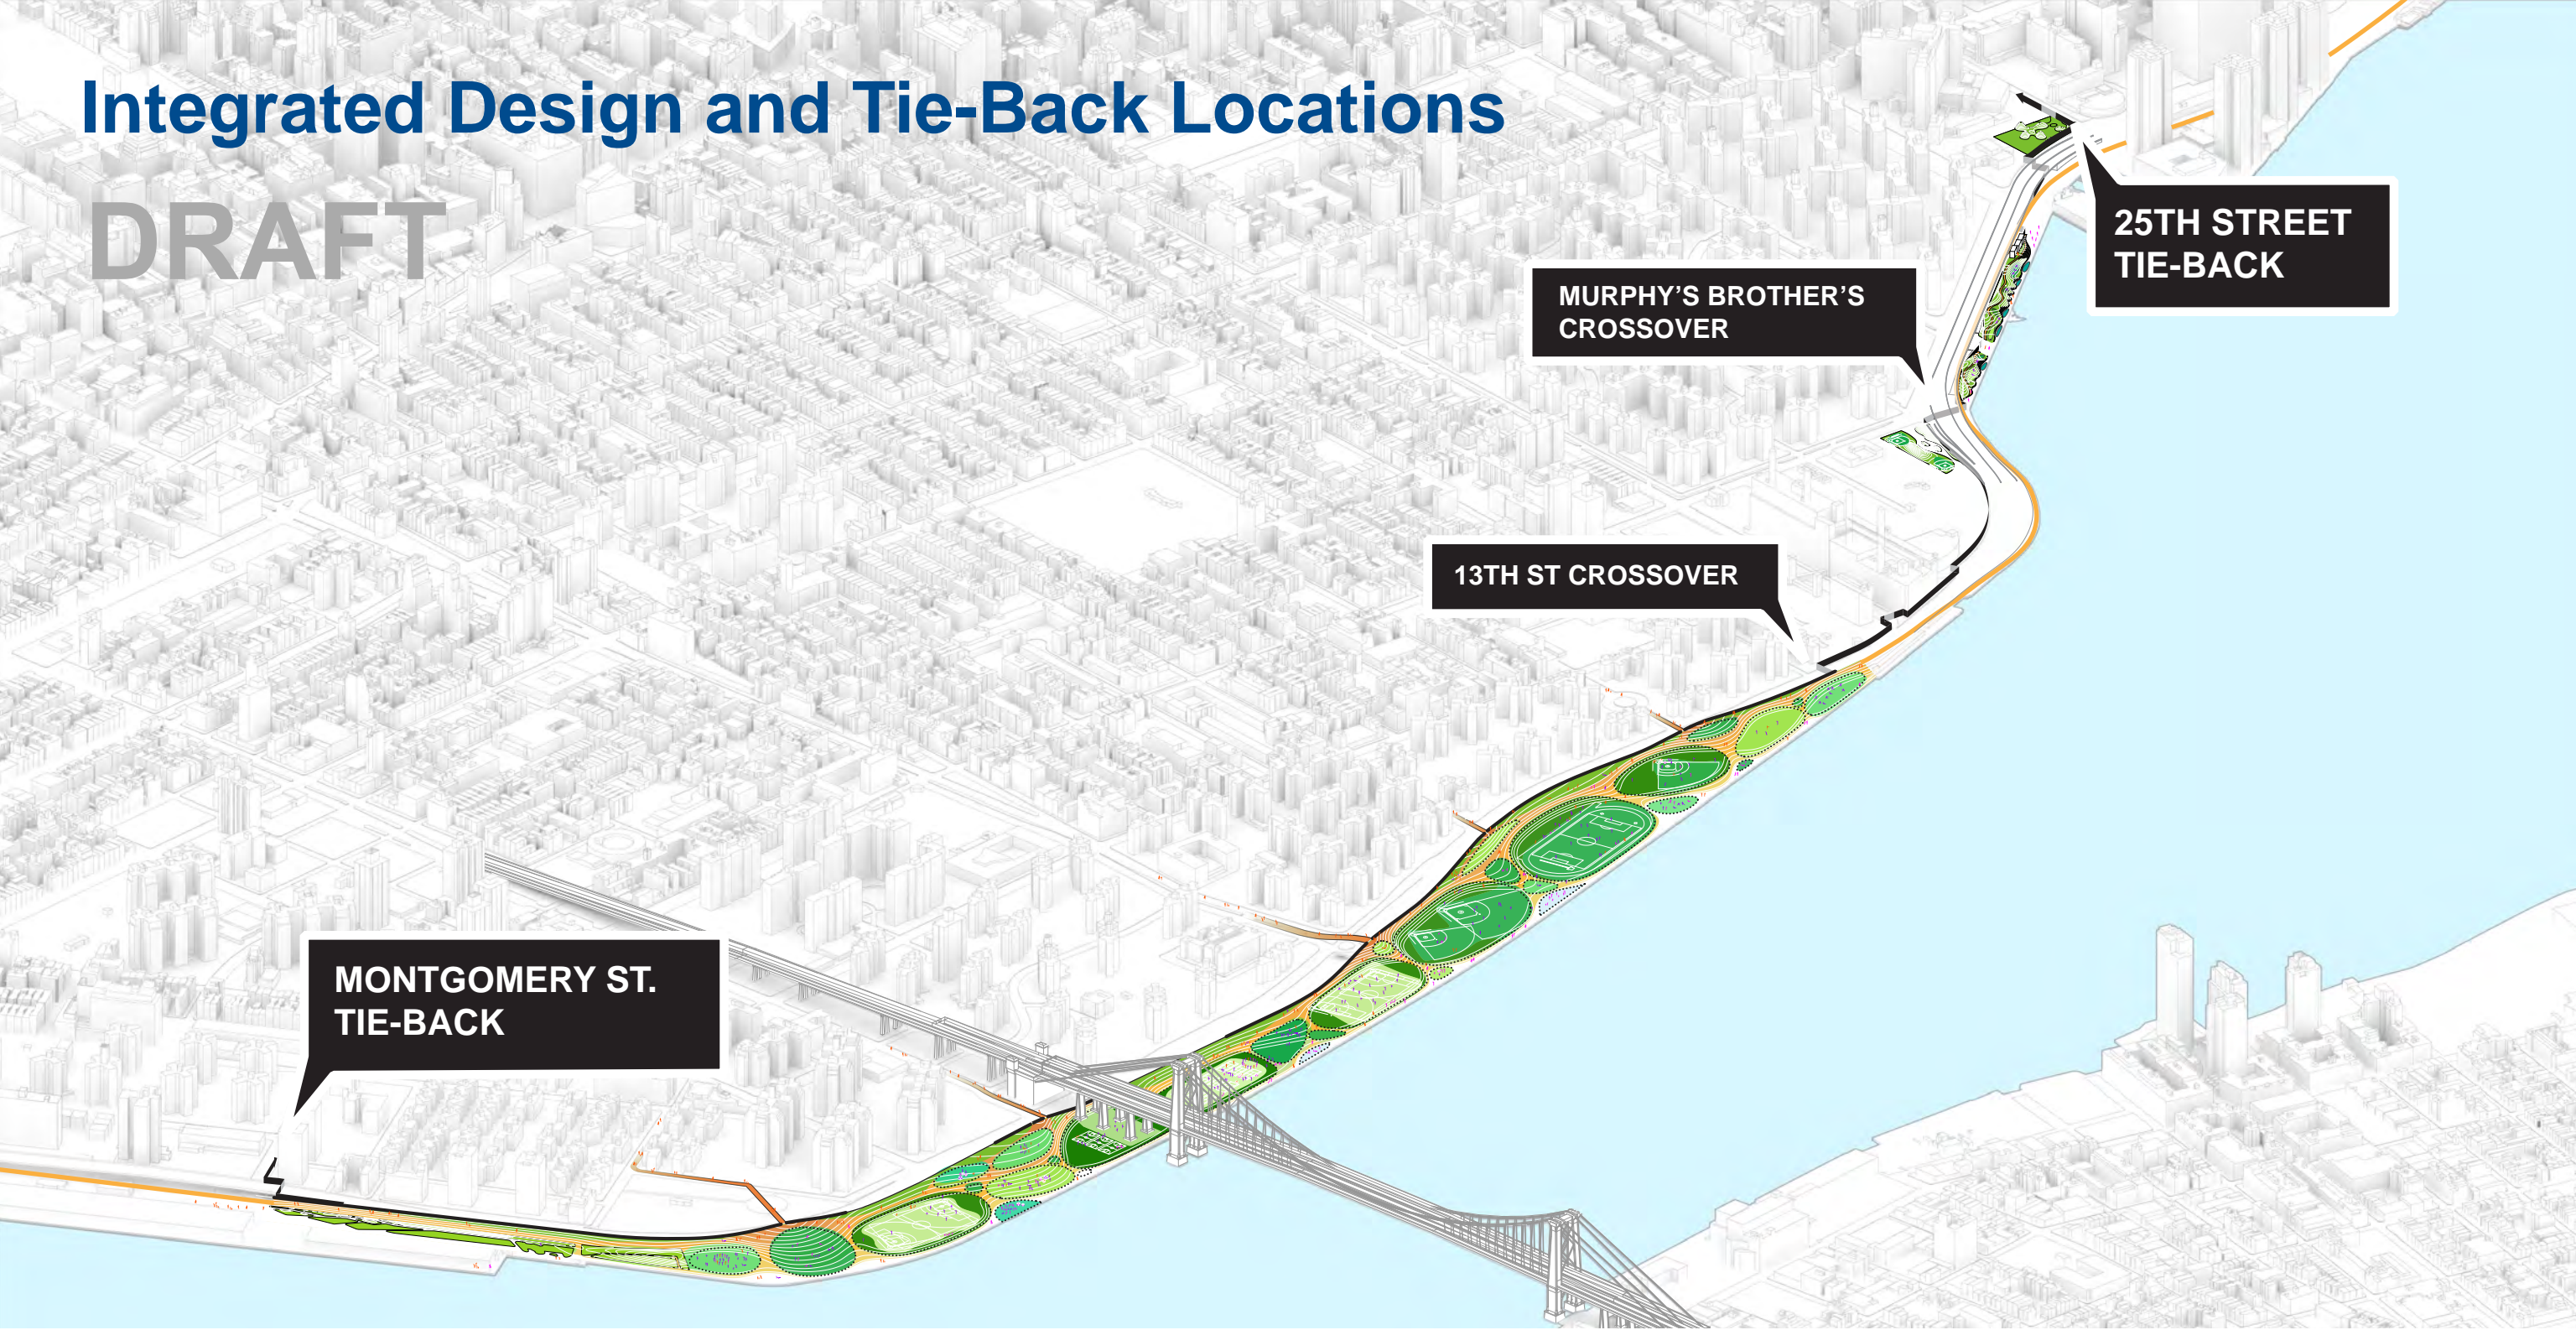 Integrated Design and Tie-Back Locations
DRAFT
25TH STREET
TIE-BACK
MURPHY’S BROTHER’S
CROSSOVER
13TH ST CROSSOVER
MONTGOMERY ST.
TIE-BACK